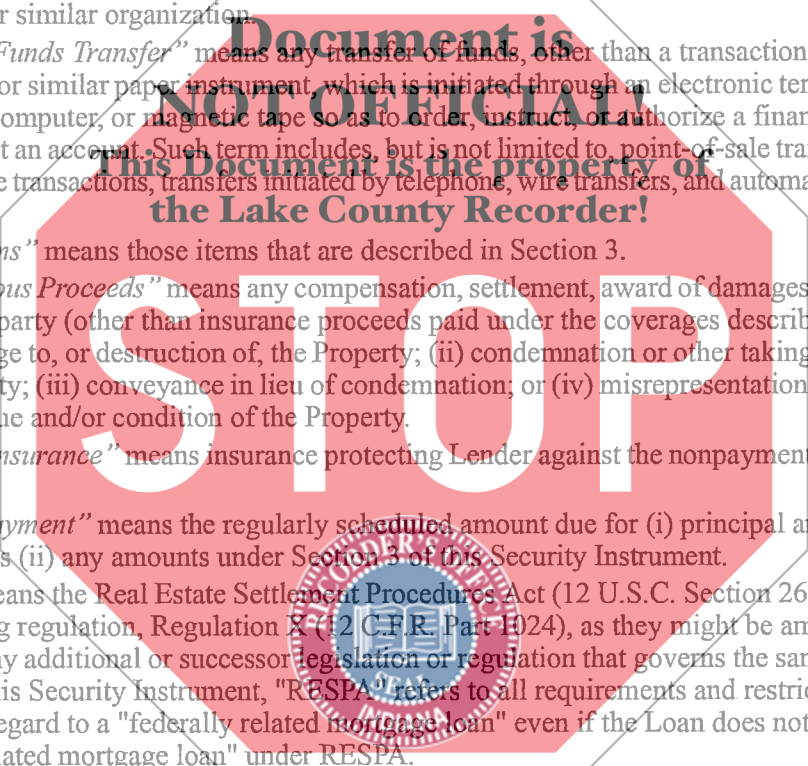 r similar organization.
Document is
Funds Transfer” means any transfer of funds, other than a transaction
or similar paper instrument, which is initiated through an electronic ter
NOT OFFICIAL!
omputer, or magnetic tape so as to order, instruct, or authorize a finan
t an account. Such term includes, but is not limited to, point-of-sale tra
This Document is the property of
e transactions, transfers initiated by telephone, wire transfers, and automa
the Lake County Recorder!
ns” means those items that are described in Section 3.
ous Proceeds” means any compensation, settlement, award of damages
party (other than insurance proceeds paid under the coverages describ
ge to, or destruction of, the Property; (ii) condemnation or other taking
ty; (iii) conveyance in lieu of condemnation; or (iv) misrepresentation
ue and/or condition of the Property.
STOP
nsurance” means insurance protecting Lender against the nonpayment
yment” means the regularly scheduled amount due for (i) principal a
s (ii) any amounts under Section 3 of this Security Instrument.
RECORDER'S OFFICE
eans the Real Estate Settlement Procedures Act (12 U.S.C. Section 26
g regulation, Regulation X (12 C.F.R. Part 1024), as they might be am
ny additional or successor legislation or regulation that governs the sam
SEAL
is Security Instrument, "RESPA" refers to all requirements and restric
INDIANA
egard to a "federally related mortgage loan" even if the Loan does not
lated mortgage loan" under RESPA.